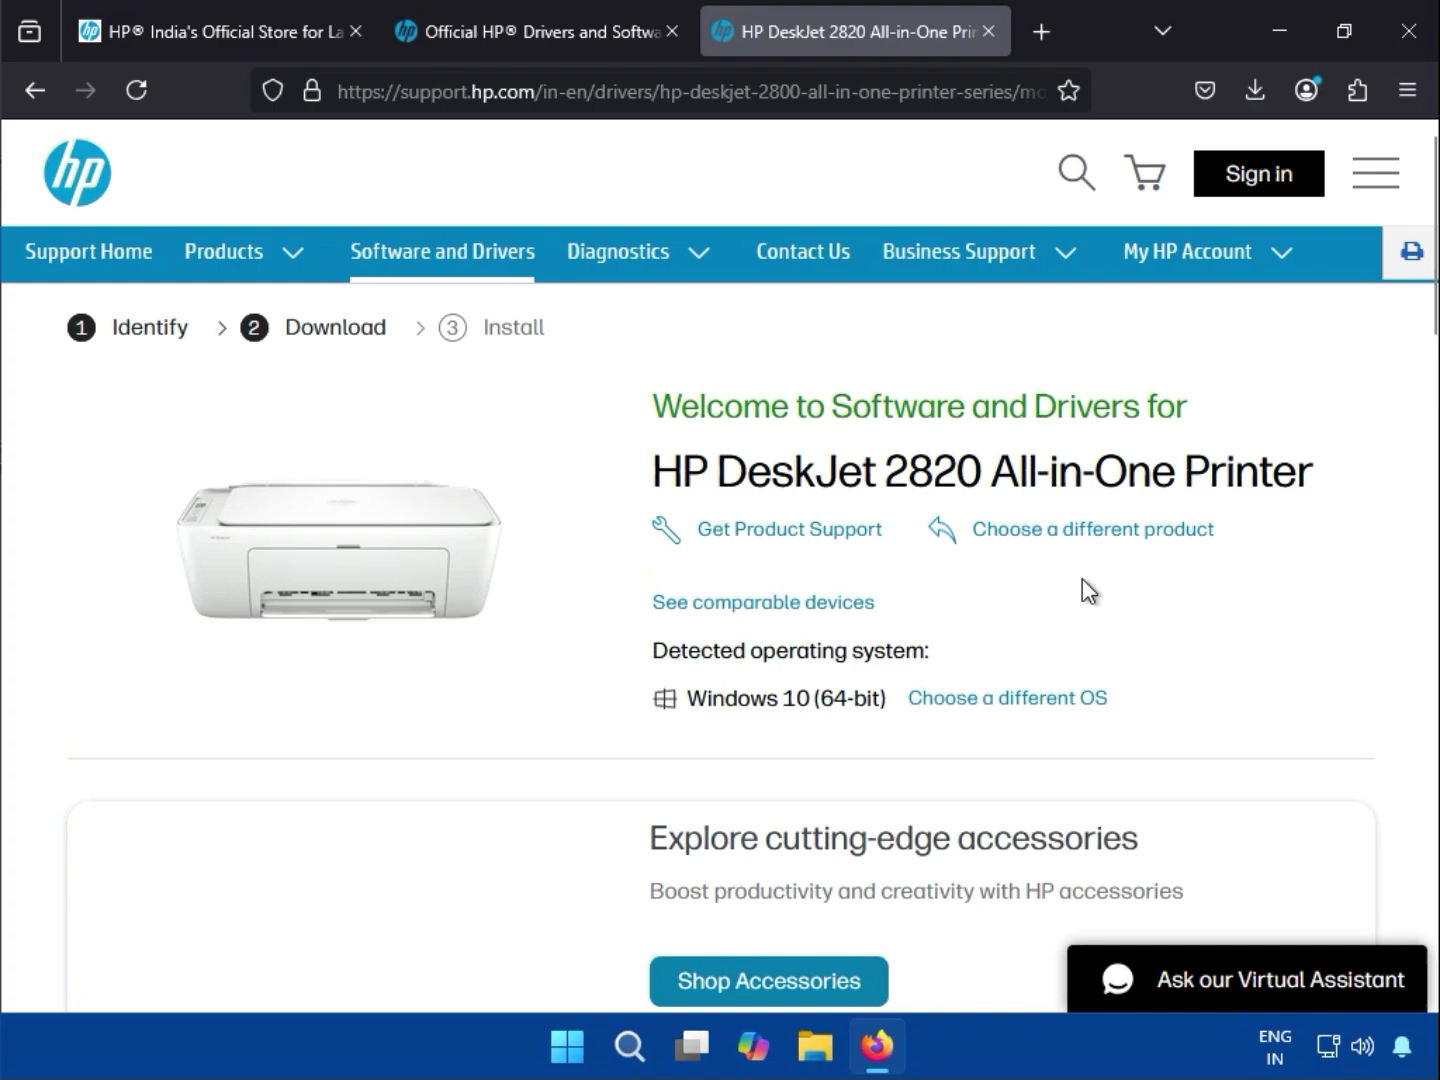 HP® India's Official Store for La
Official HP® Drivers and Softwa
HP DeskJet 2820 All-in-One Prin
https://support.hp.com/in-en/drivers/hp-deskjet-2800-all-in-one-printer-series/mo
hp
Sign in
Support Home
Products
Software and Drivers
Diagnostics
Contact Us
Business Support
My HP Account
1 Identify
2 Download
3 Install
Welcome to Software and Drivers for
HP DeskJet 2820 All-in-One Printer
Get Product Support
Choose a different product
See comparable devices
Detected operating system:
Windows 10 (64-bit)
Choose a different OS
Explore cutting-edge accessories
Boost productivity and creativity with HP accessories
Shop Accessories
Ask our Virtual Assistant
ENG
IN